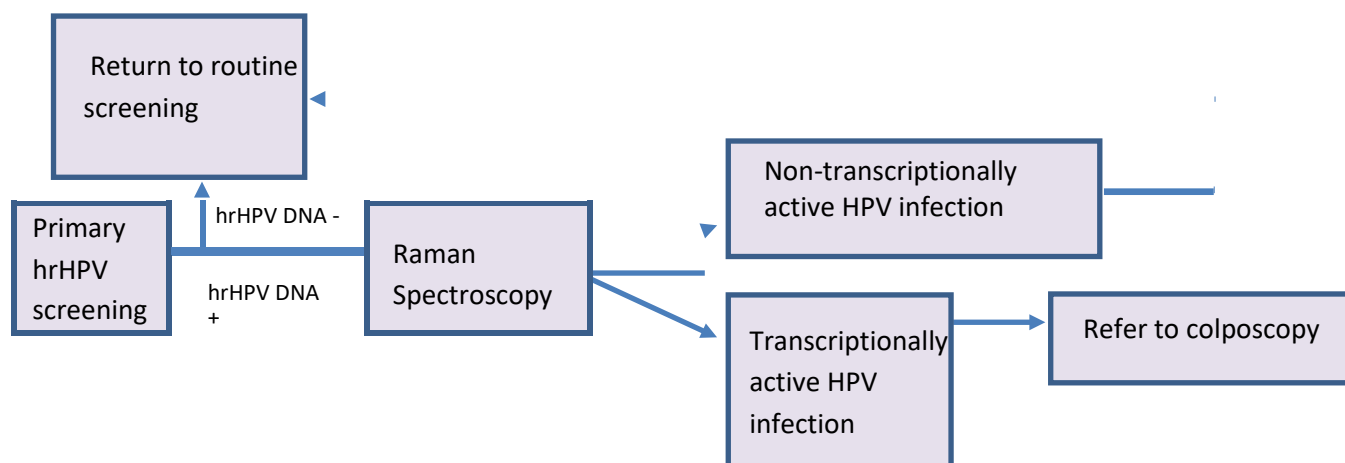 Return to routine
screening
Primary
hrHPV
screening
hrHPV DNA -
hrHPV DNA
+
Raman
Spectroscopy
Non-transcriptionally
active HPV infection
Transcriptionally
active HPV
infection
Refer to colposcopy